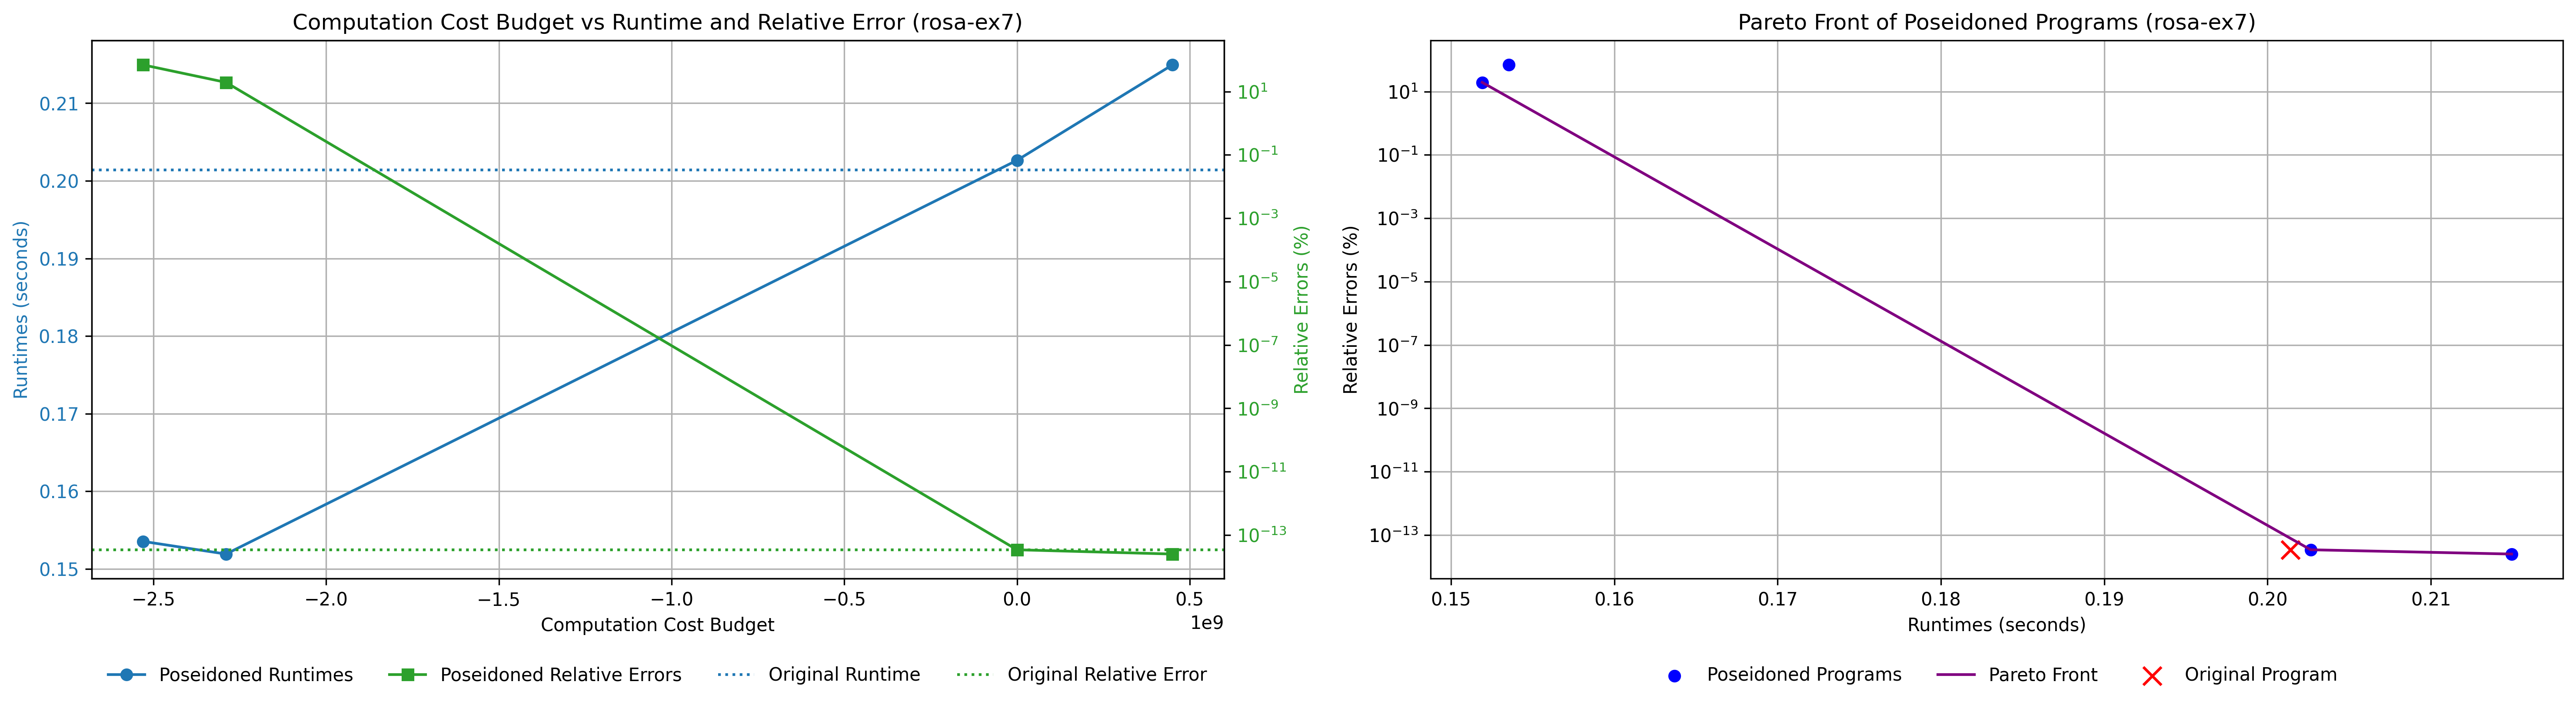 Computation Cost Budget vs Runtime and Relative Error (rosa-ex7)
Runtimes (seconds)
0.21
0.20
0.19
0.18
0.17
0.16
0.15
10¹
10⁻¹
10⁻³
10⁻⁵
10⁻⁷
10⁻⁹
10⁻¹¹
10⁻¹³
Relative Errors (%)
−2.5 −2.0 −1.5 −1.0 −0.5 0.0 0.5
1e9
Computation Cost Budget
Poseidoned Runtimes Poseidoned Relative Errors Original Runtime Original Relative Error
Pareto Front of Poseidoned Programs (rosa-ex7)
Relative Errors (%)
10¹
10⁻¹
10⁻³
10⁻⁵
10⁻⁷
10⁻⁹
10⁻¹¹
10⁻¹³
0.15 0.16 0.17 0.18 0.19 0.20 0.21
Runtimes (seconds)
Poseidoned Programs Pareto Front Original Program